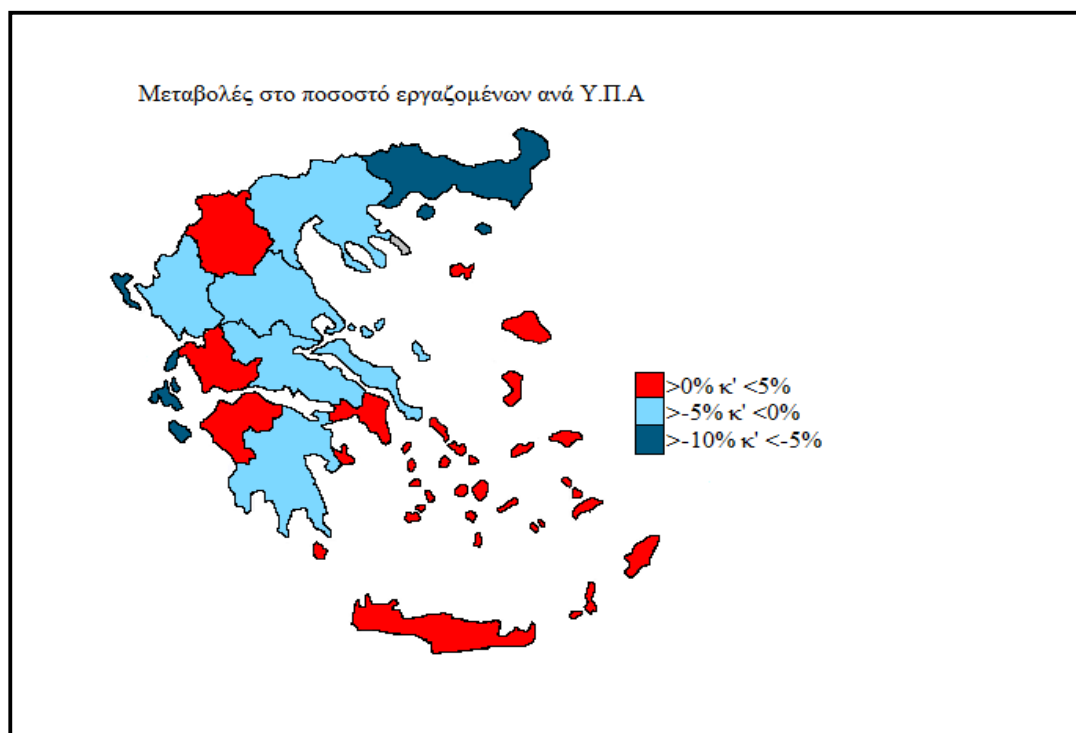 Μεταβολές στο ποσοστό εργαζομένων ανά Υ.Π.Α
>0% κ' <5%
>-5% κ' <0%
>-10% κ' <-5%